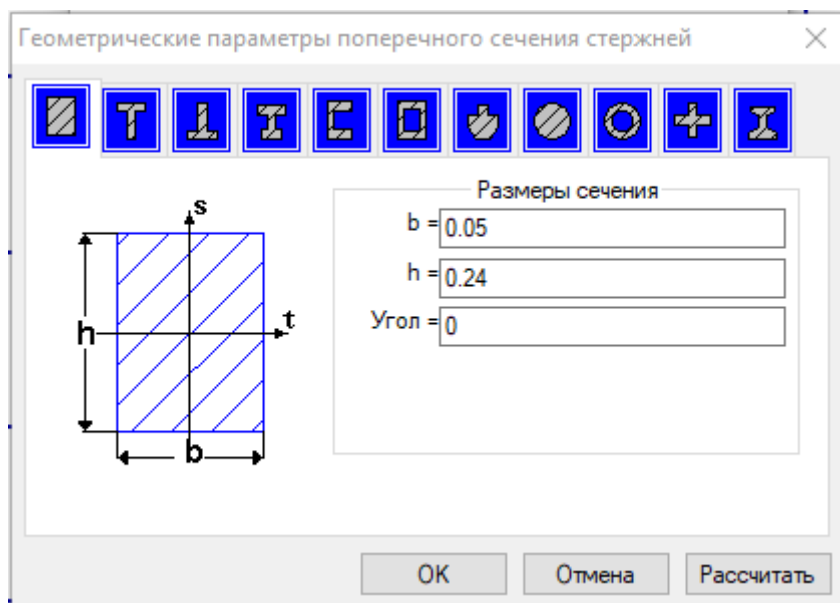 Геометрические параметры поперечного сечения стержней
Размеры сечения
b = 0.05
h = 0.24
Угол = 0
s
t
h
b
OK
Отмена
Рассчитать